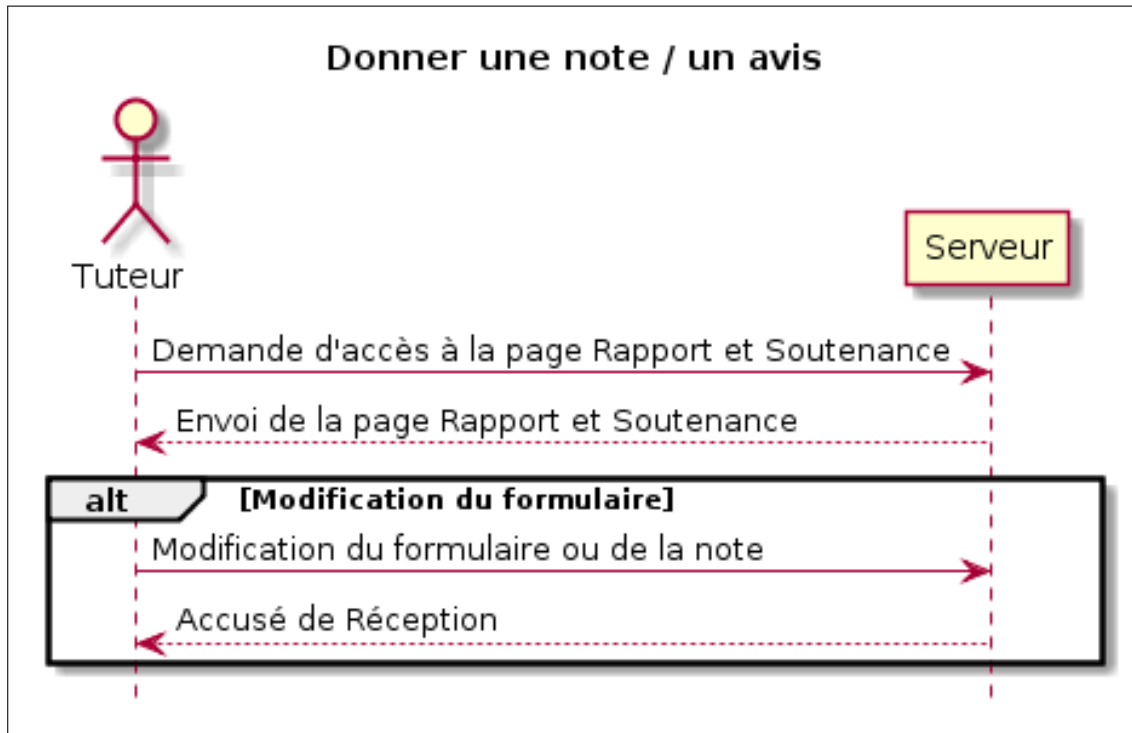 Donner une note / un avis
Tuteur
Serveur
Demande d'accès à la page Rapport et Soutenance
Envoi de la page Rapport et Soutenance
alt [Modification du formulaire]
Modification du formulaire ou de la note
Accusé de Réception